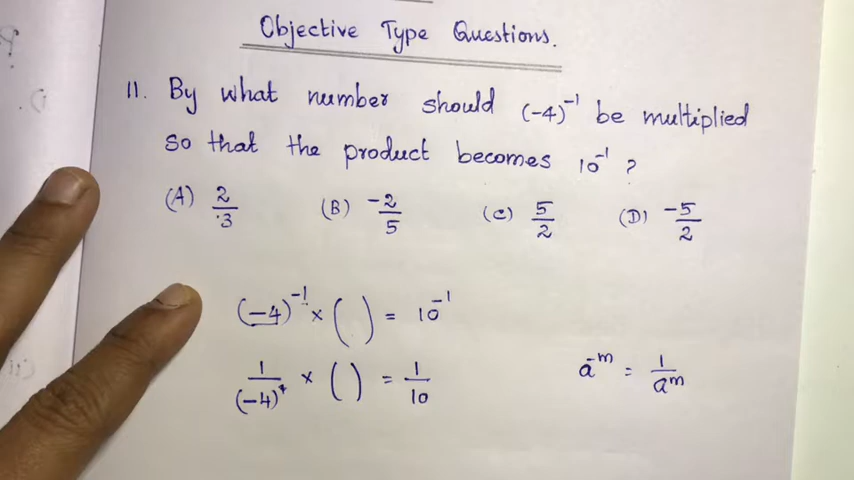 Objective Type Questions.
11. By what number should (-4)⁻¹ be multiplied
so that the product becomes 10⁻¹ ?
(A) 2/3 (B) -2/5 (C) 5/2 (D) -5/2
(-4)⁻¹ × ( ) = 10⁻¹
1/(-4)¹ × ( ) = 1/10 a⁻ᵐ = 1/aᵐ